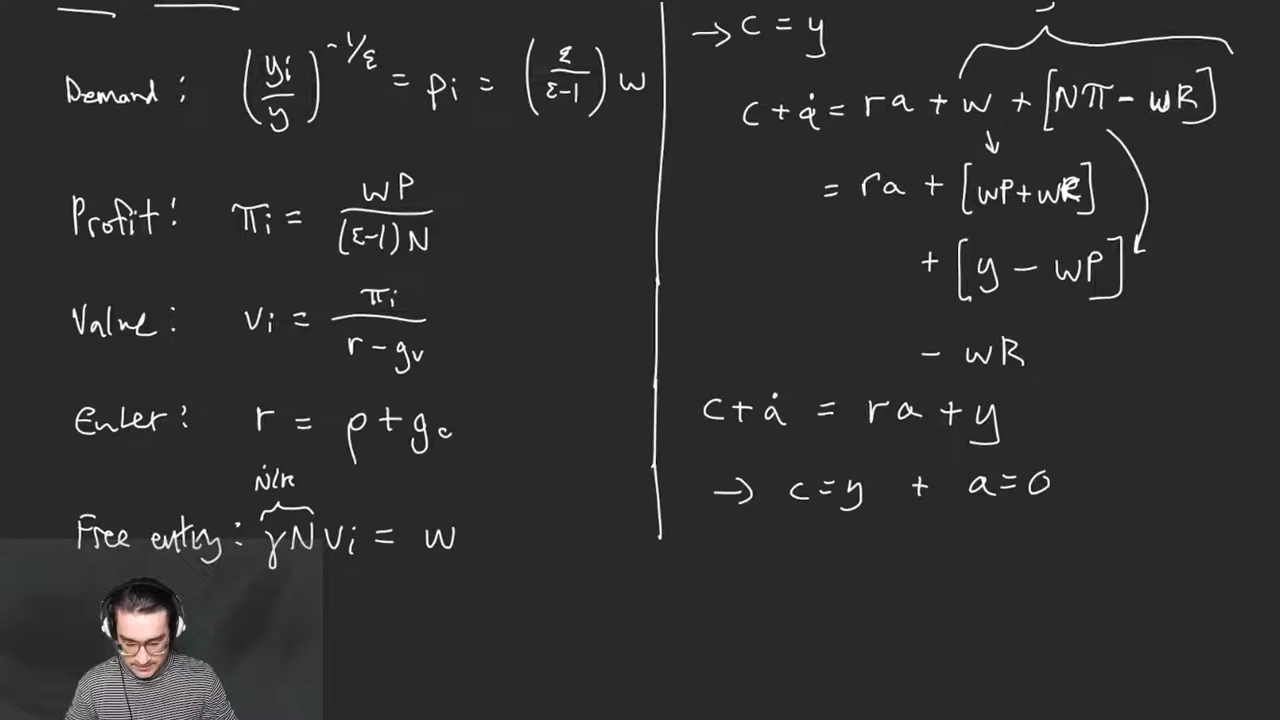 Demand: (yi/y)^(-1/ε) = pi = (ε/(ε-1)) w
Profit: πi = wP/((ε-1)N)
Value: vi = πi/(r - gv)
Euler: r = ρ + gc
Ṅ/R
Free entry: γN vi = w
→ c = y
c + ȧ = ra + w + [Nπ - wR]
= ra + [wP + wR]
+ [y - wP]
- wR
c + ȧ = ra + y
→ c = y + a = 0